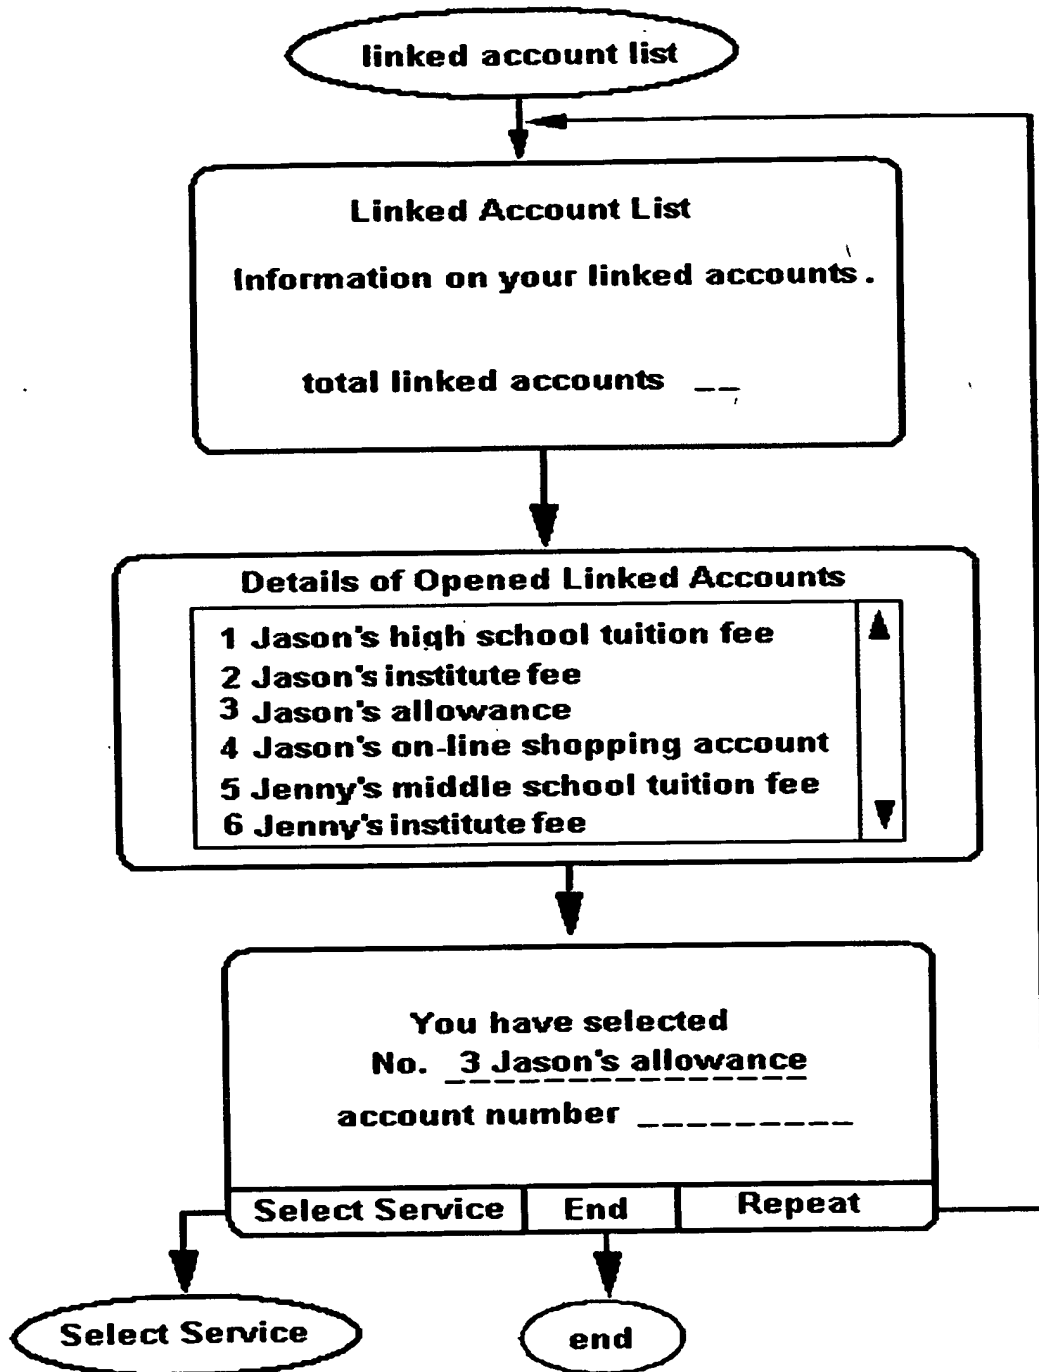 linked account list
Linked Account List
Information on your linked accounts.
total linked accounts __
Details of Opened Linked Accounts
1 Jason's high school tuition fee
2 Jason's institute fee
3 Jason's allowance
4 Jason's on-line shopping account
5 Jenny's middle school tuition fee
6 Jenny's institute fee
You have selected
No. 3 Jason's allowance
account number _________
Select Service End Repeat
Select Service end